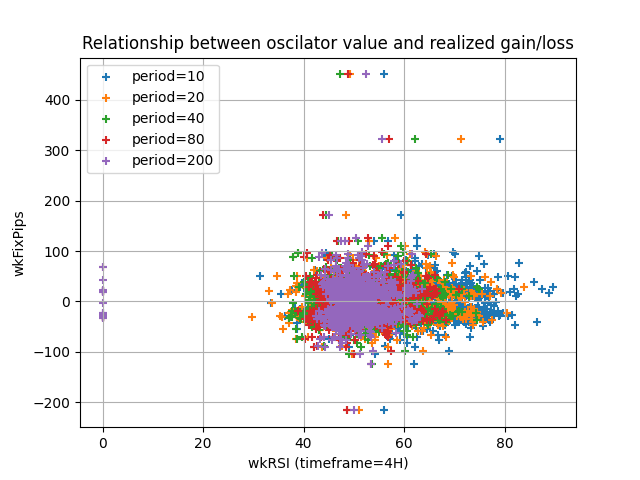 Relationship between oscilator value and realized gain/loss
period=10
period=20
period=40
period=80
period=200
400
300
200
100
0
−100
−200
wkFixPips
0
20
40
60
80
wkRSI (timeframe=4H)